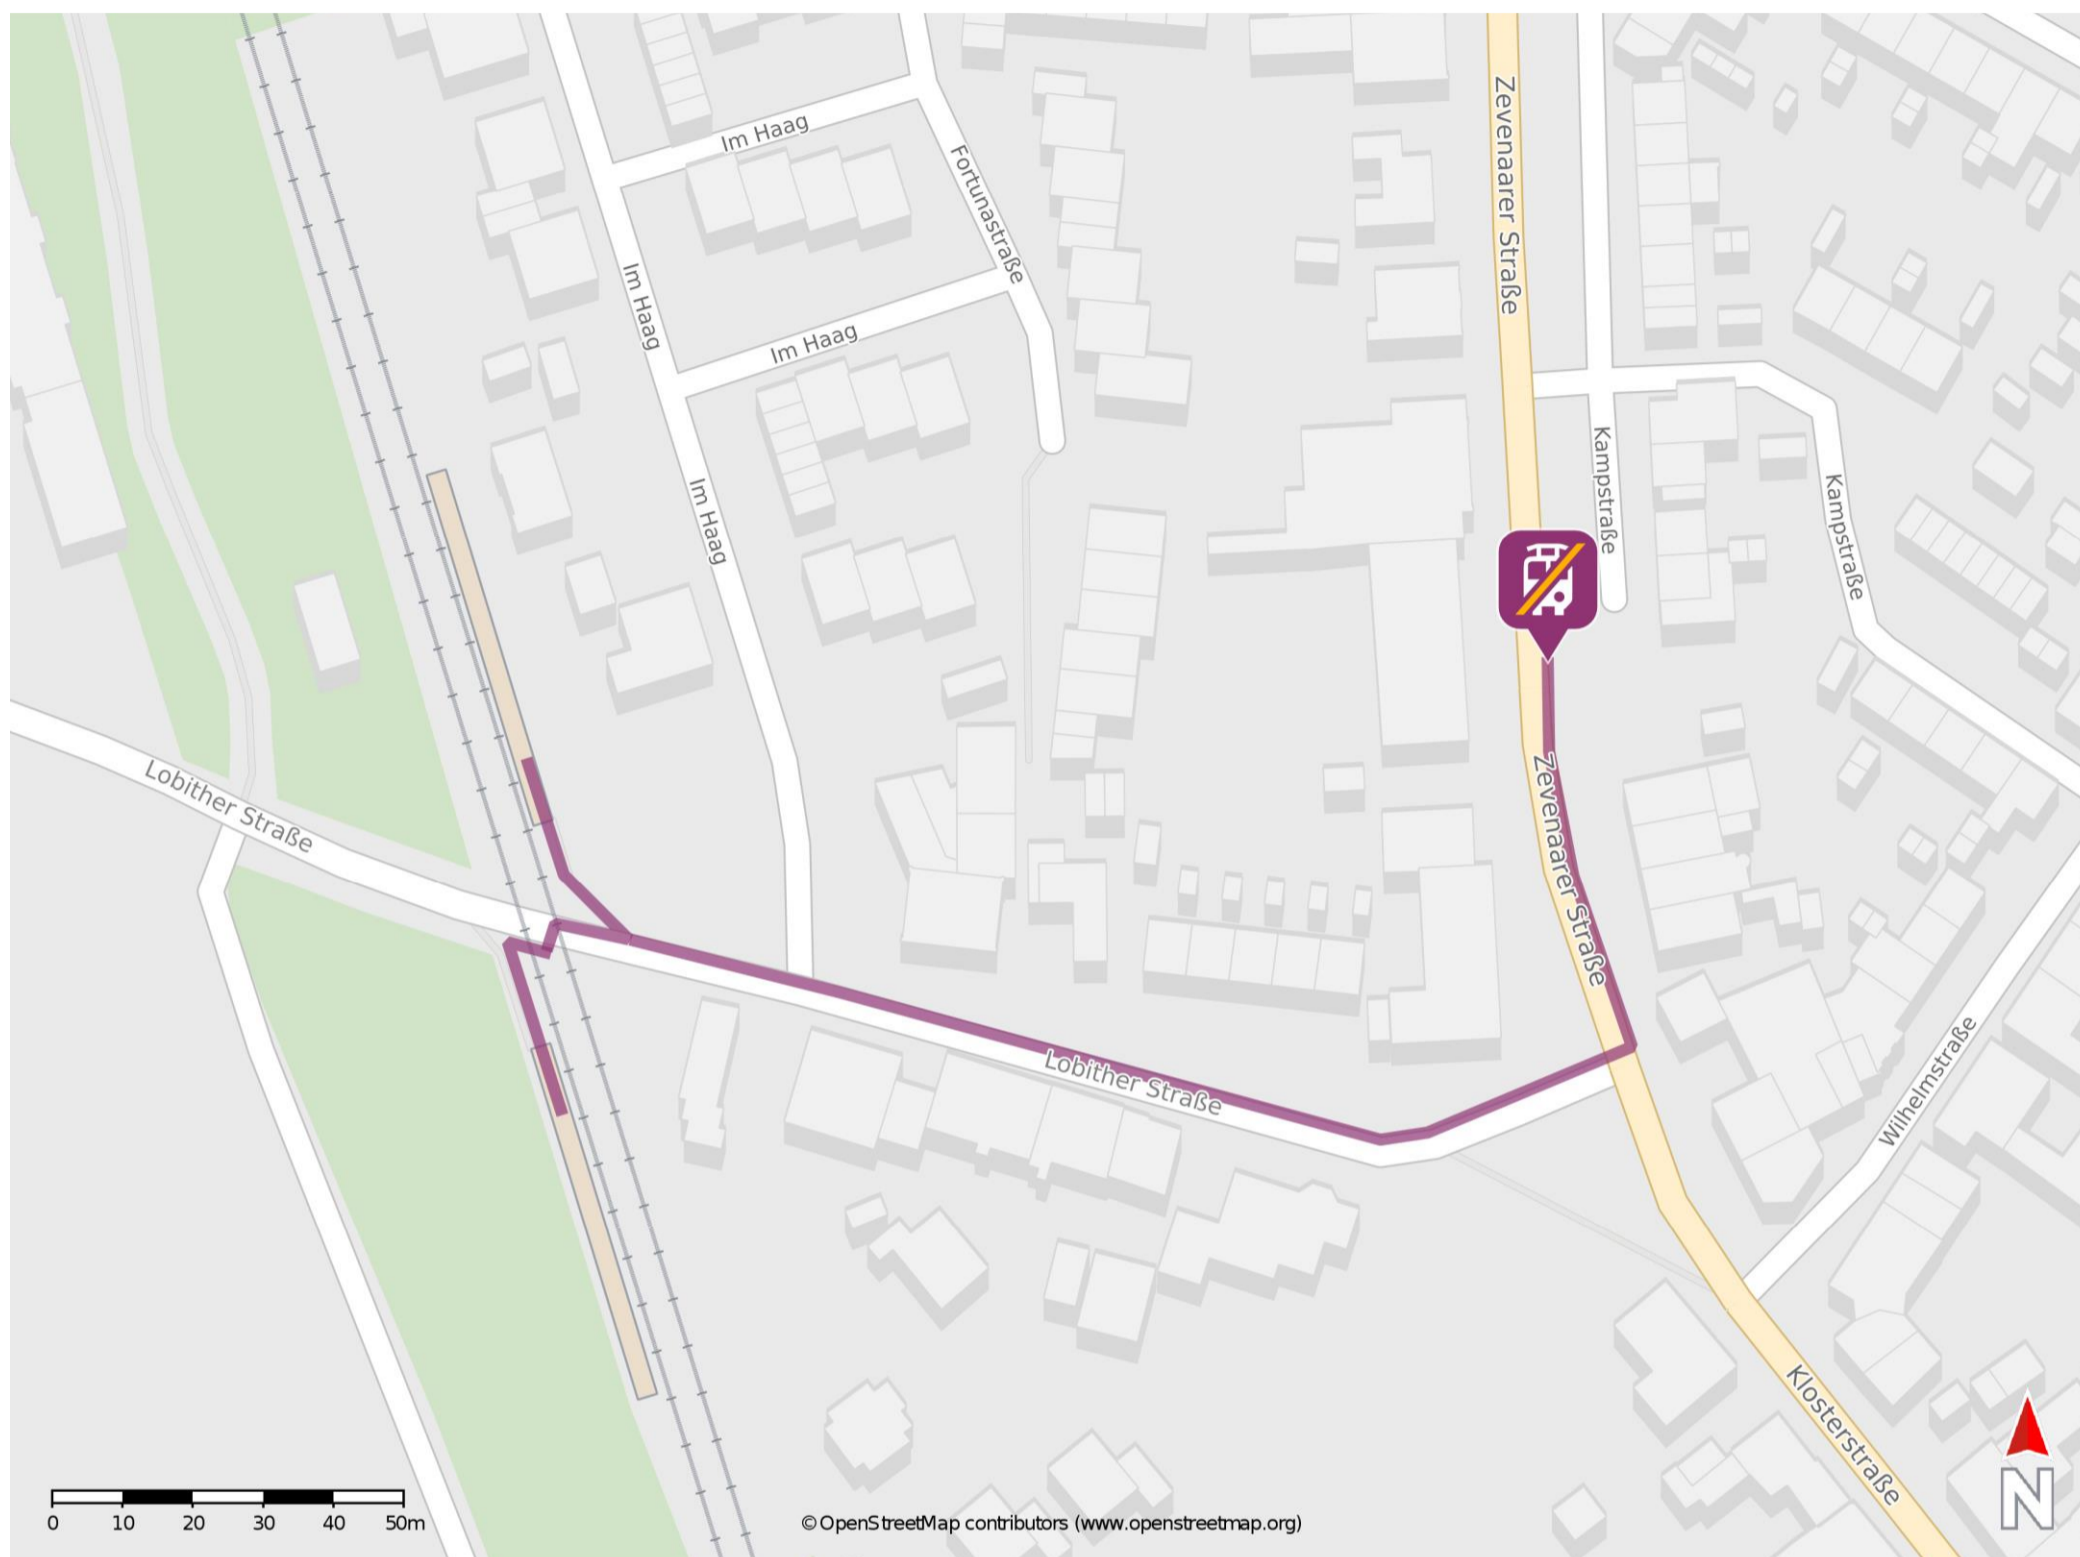 Im Haag
Zevenaarer Straße
Fortunastraße
Im Haag
Im Haag
Kampstraße
Im Haag
Kampstraße
Lobither Straße
Zevenaarer Straße
Lobither Straße
Wilhelmstraße
Klosterstraße
0 10 20 30 40 50m
© OpenStreetMap contributors (www.openstreetmap.org)
N